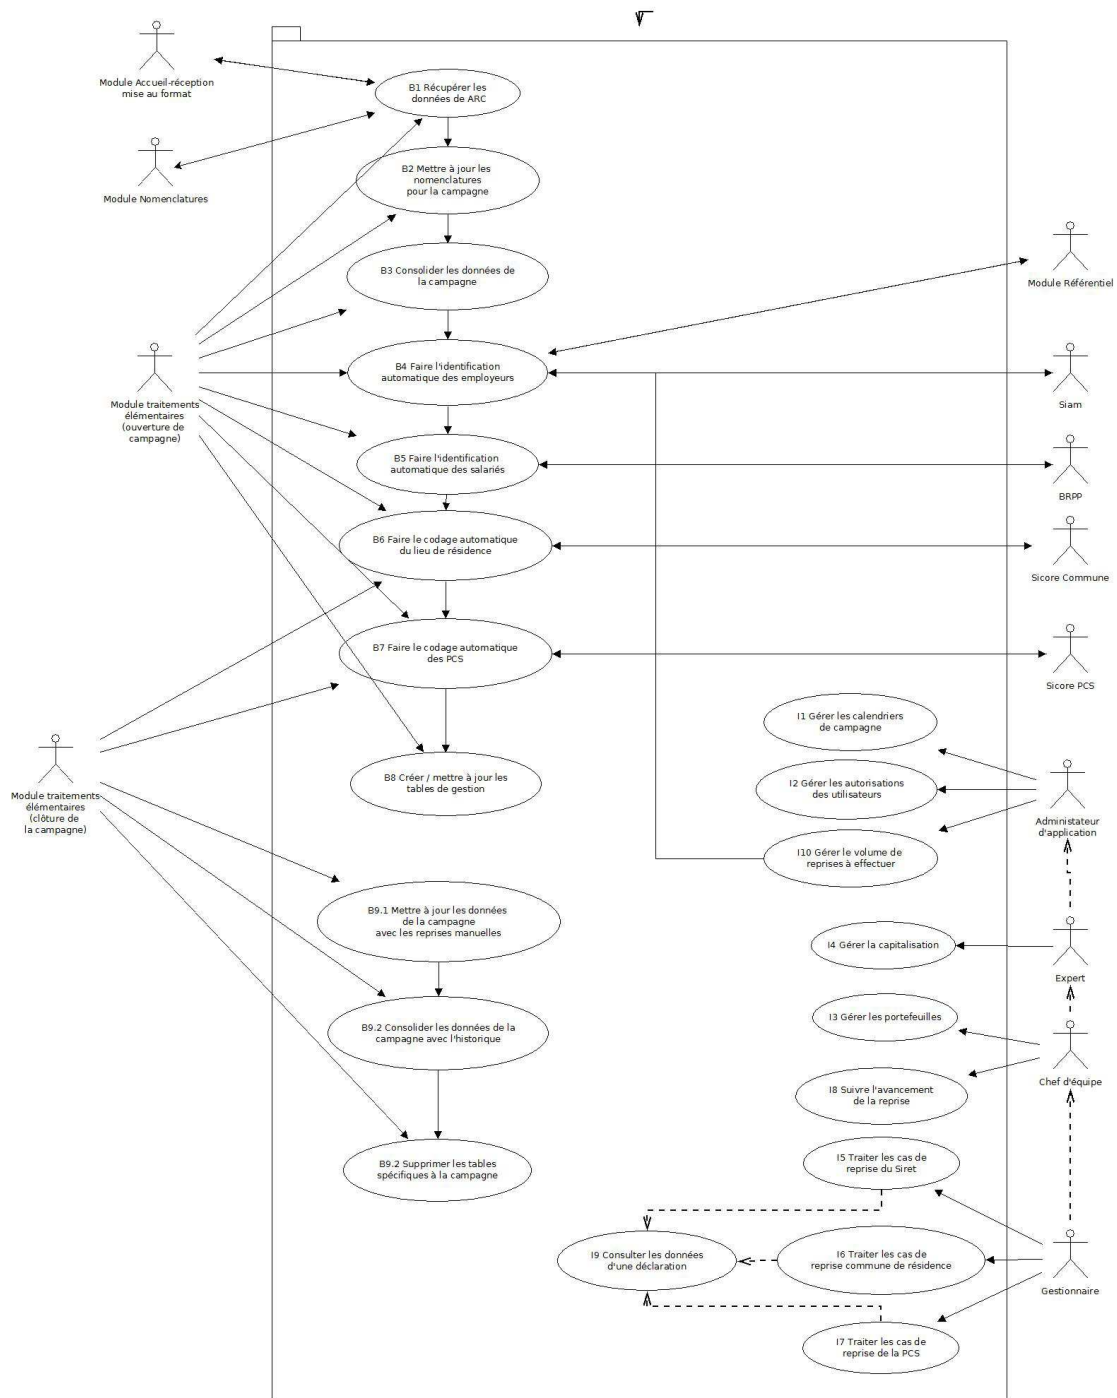 Module Accueil-réception
mise au format
B1 Récupérer les
données de ARC
Module Nomenclatures
B2 Mettre à jour les
nomenclatures
pour la campagne
B3 Consolider les données de
la campagne
Module Référentiel
B4 Faire l'identification
automatique des employeurs
Siam
Module traitements
élémentaires
(ouverture de
campagne)
B5 Faire l'identification
automatique des salariés
BRPP
B6 Faire le codage automatique
du lieu de résidence
Sicore Commune
B7 Faire le codage automatique
des PCS
Sicore PCS
I1 Gérer les calendriers
de campagne
Module traitements
élémentaires
(clôture de
la campagne)
B8 Créer / mettre à jour les
tables de gestion
I2 Gérer les autorisations
des utilisateurs
Administateur
d'application
I10 Gérer le volume de
reprises à effectuer
B9.1 Mettre à jour les données
de la campagne
avec les reprises manuelles
I4 Gérer la capitalisation
Expert
I3 Gérer les portefeuilles
B9.2 Consolider les données de la
campagne avec l'historique
Chef d'équipe
I8 Suivre l'avancement
de la reprise
I5 Traiter les cas de
reprise du Siret
B9.2 Supprimer les tables
spécifiques à la campagne
I9 Consulter les données
d'une déclaration
I6 Traiter les cas de
reprise commune de résidence
Gestionnaire
I7 Traiter les cas de
reprise de la PCS